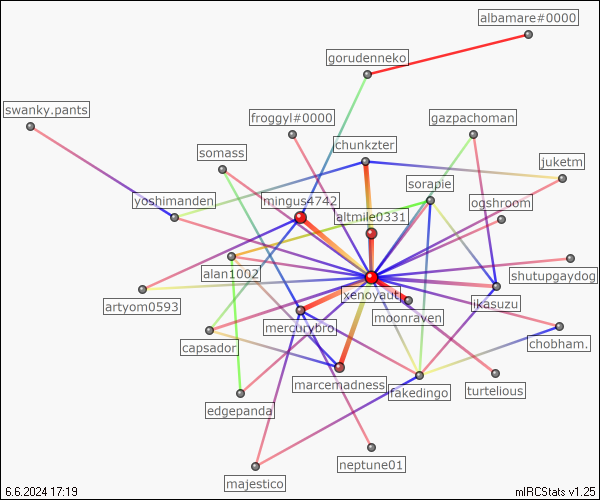 albamare#0000
gorudenneko
swanky.pants
froggyl#0000
gazpachoman
chunkzter
somass
juketm
sorapie
yoshimanden
mingus4742
ogshroom
altmile0331
alan1002
shutupgaydog
xenoyaut
artyom0593
ikasuzu
moonraven
mercurybro
capsador
chobham.
marcemadness
fakedingo
turtelious
edgepanda
neptune01
majestico
6.6.2024 17:19
mIRCStats v1.25